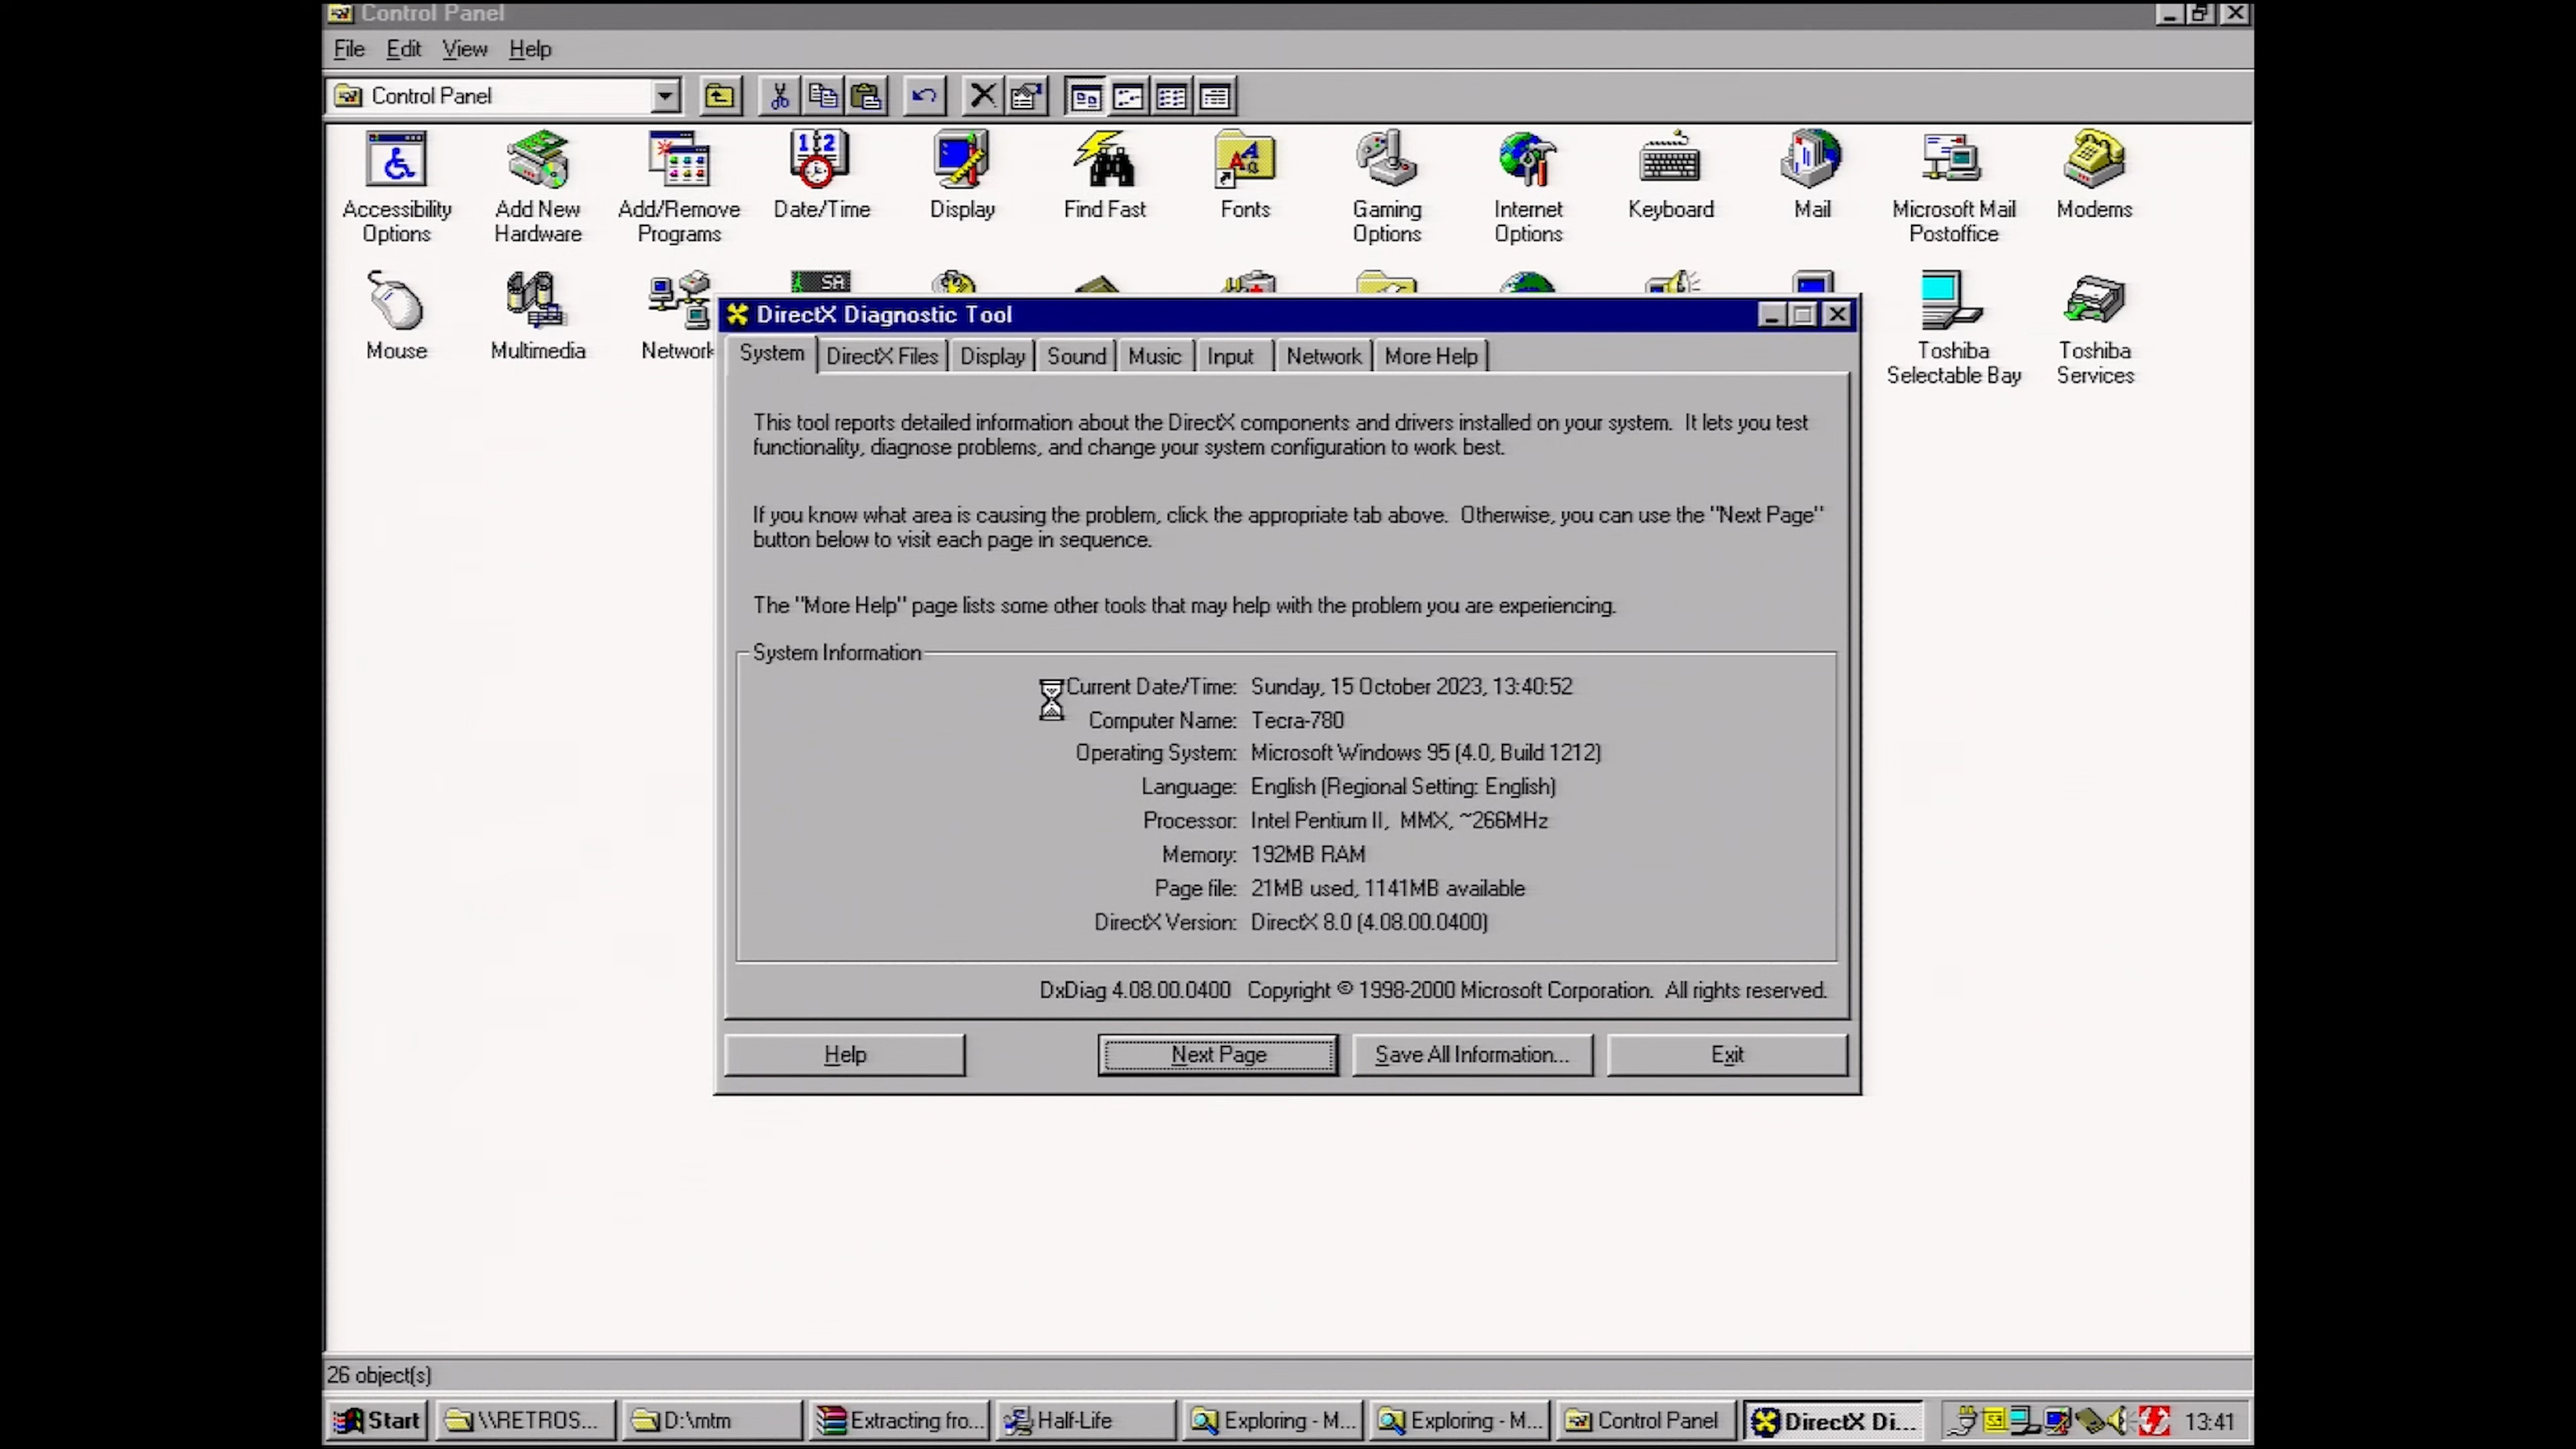 Control Panel
File Edit View Help
Control Panel
Accessibility Options
Add New Hardware
Add/Remove Programs
Date/Time
Display
Find Fast
Fonts
Gaming Options
Internet Options
Keyboard
Mail
Microsoft Mail Postoffice
Modems
Mouse
Multimedia
Network
Toshiba Selectable Bay
Toshiba Services
DirectX Diagnostic Tool
System DirectX Files Display Sound Music Input Network More Help
This tool reports detailed information about the DirectX components and drivers installed on your system. It lets you test
functionality, diagnose problems, and change your system configuration to work best.
If you know what area is causing the problem, click the appropriate tab above. Otherwise, you can use the "Next Page"
button below to visit each page in sequence.
The "More Help" page lists some other tools that may help with the problem you are experiencing.
System Information
Current Date/Time: Sunday, 15 October 2023, 13:40:52
Computer Name: Tecra-780
Operating System: Microsoft Windows 95 (4.0, Build 1212)
Language: English (Regional Setting: English)
Processor: Intel Pentium II, MMX, ~266MHz
Memory: 192MB RAM
Page file: 21MB used, 1141MB available
DirectX Version: DirectX 8.0 (4.08.00.0400)
DxDiag 4.08.00.0400 Copyright © 1998-2000 Microsoft Corporation. All rights reserved.
Help Next Page Save All Information... Exit
26 object(s)
Start \\RETROS... D:\mtm Extracting fro... Half-Life Exploring - M... Exploring - M... Control Panel DirectX Di... 13:41